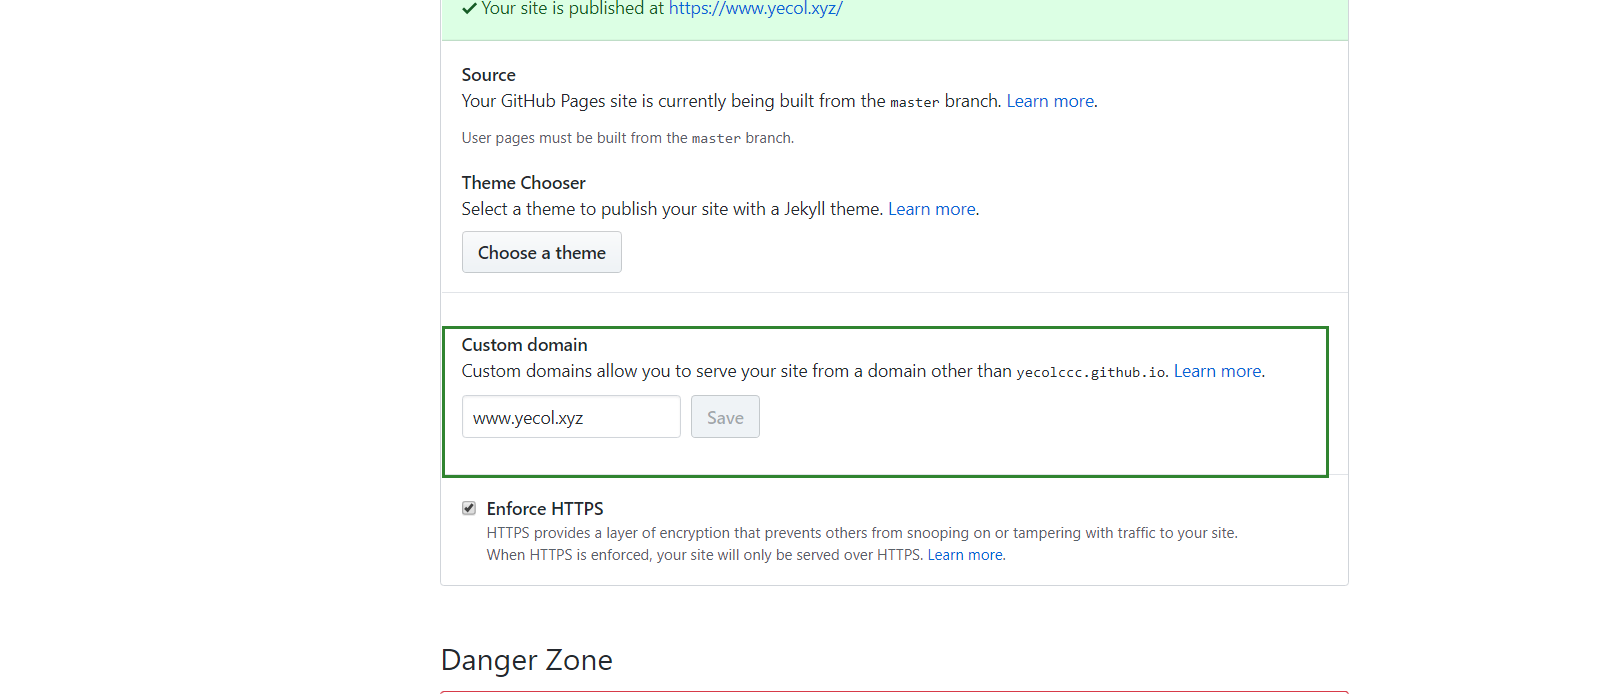 Your site is published at https://www.yecol.xyz/
Source
Your GitHub Pages site is currently being built from the master branch. Learn more.
User pages must be built from the master branch.
Theme Chooser
Select a theme to publish your site with a Jekyll theme. Learn more.
Choose a theme
Custom domain
Custom domains allow you to serve your site from a domain other than yecolccc.github.io. Learn more.
www.yecol.xyz Save
Enforce HTTPS
HTTPS provides a layer of encryption that prevents others from snooping on or tampering with traffic to your site.
When HTTPS is enforced, your site will only be served over HTTPS. Learn more.
Danger Zone